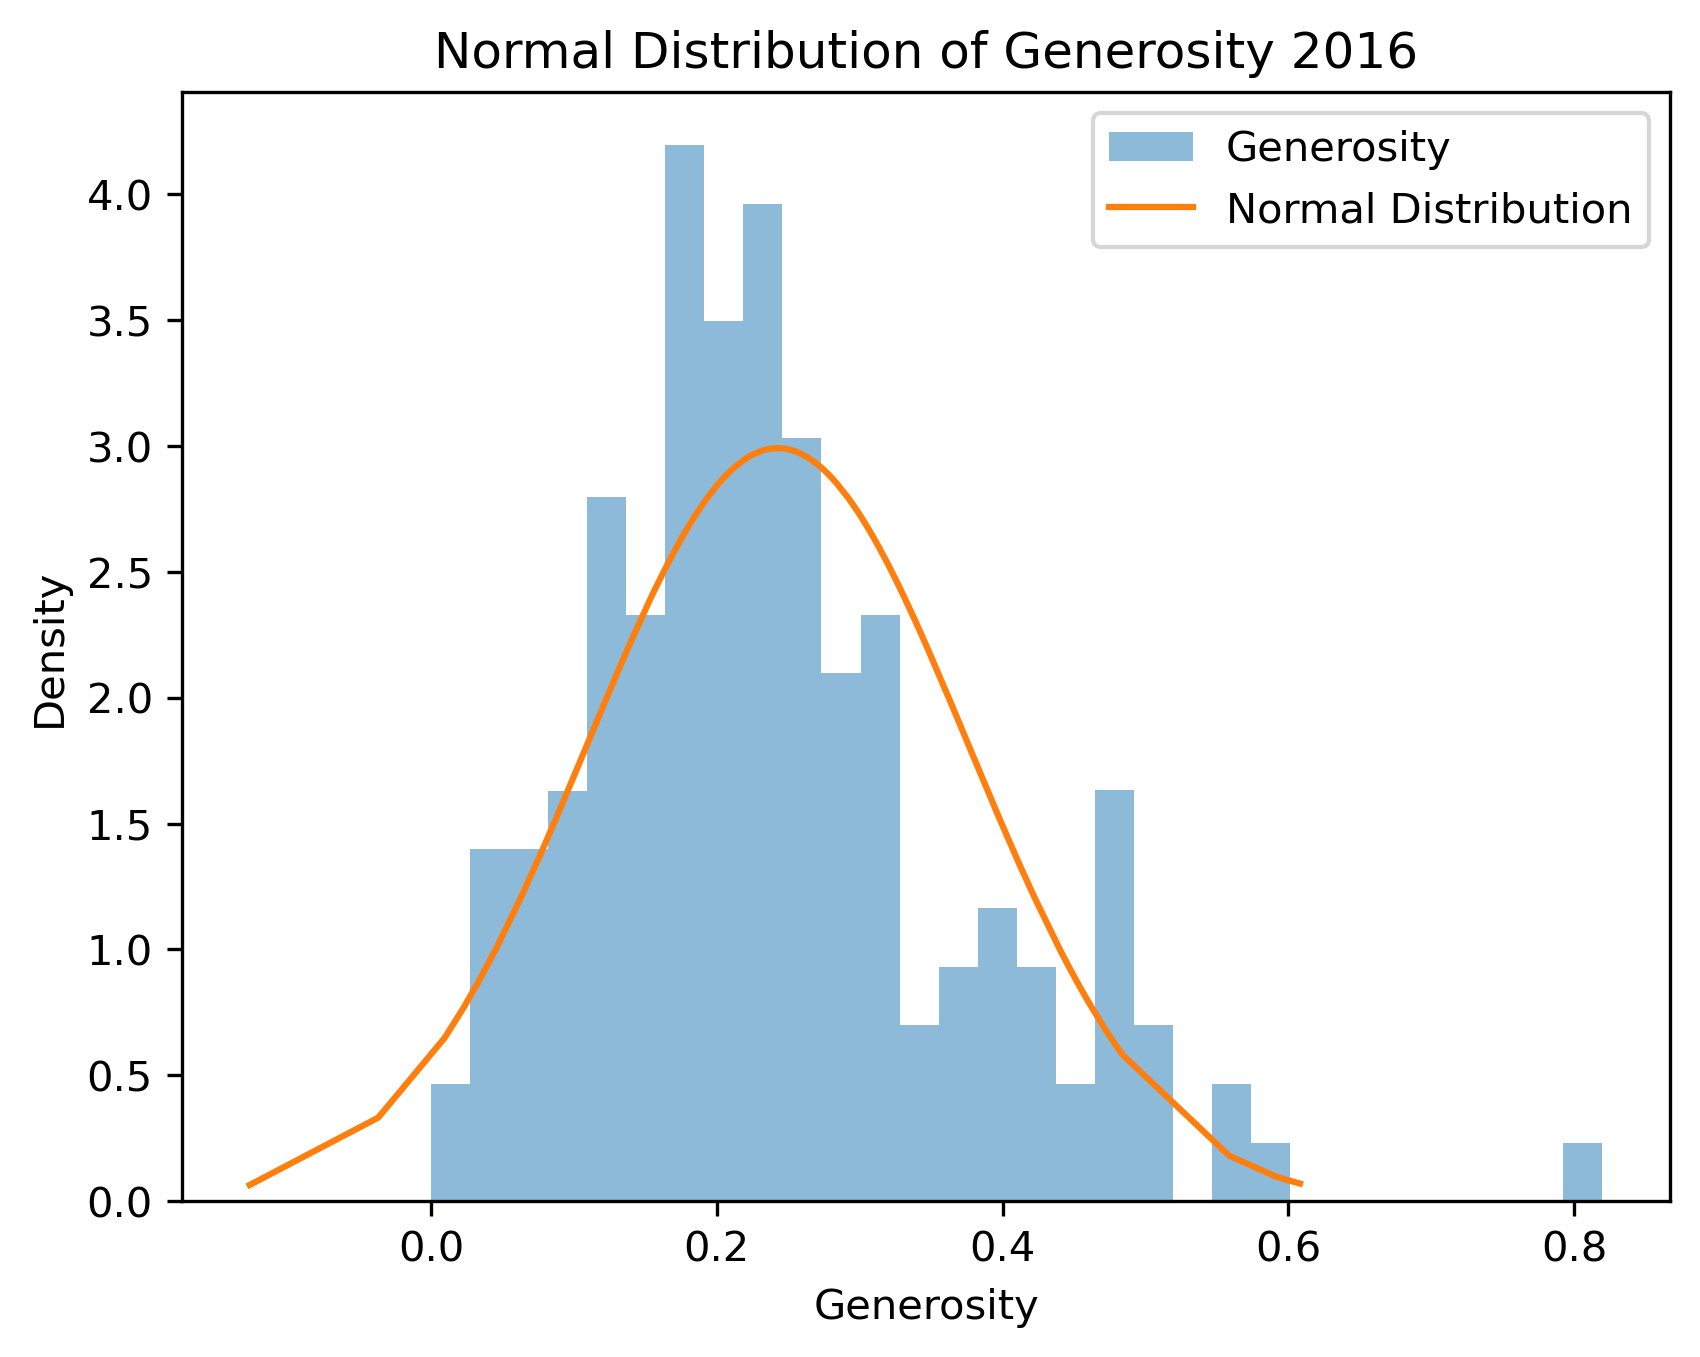 Normal Distribution of Generosity 2016
Generosity
Normal Distribution
4.0
3.5
3.0
2.5
2.0
1.5
1.0
0.5
0.0
Density
0.0 0.2 0.4 0.6 0.8
Generosity